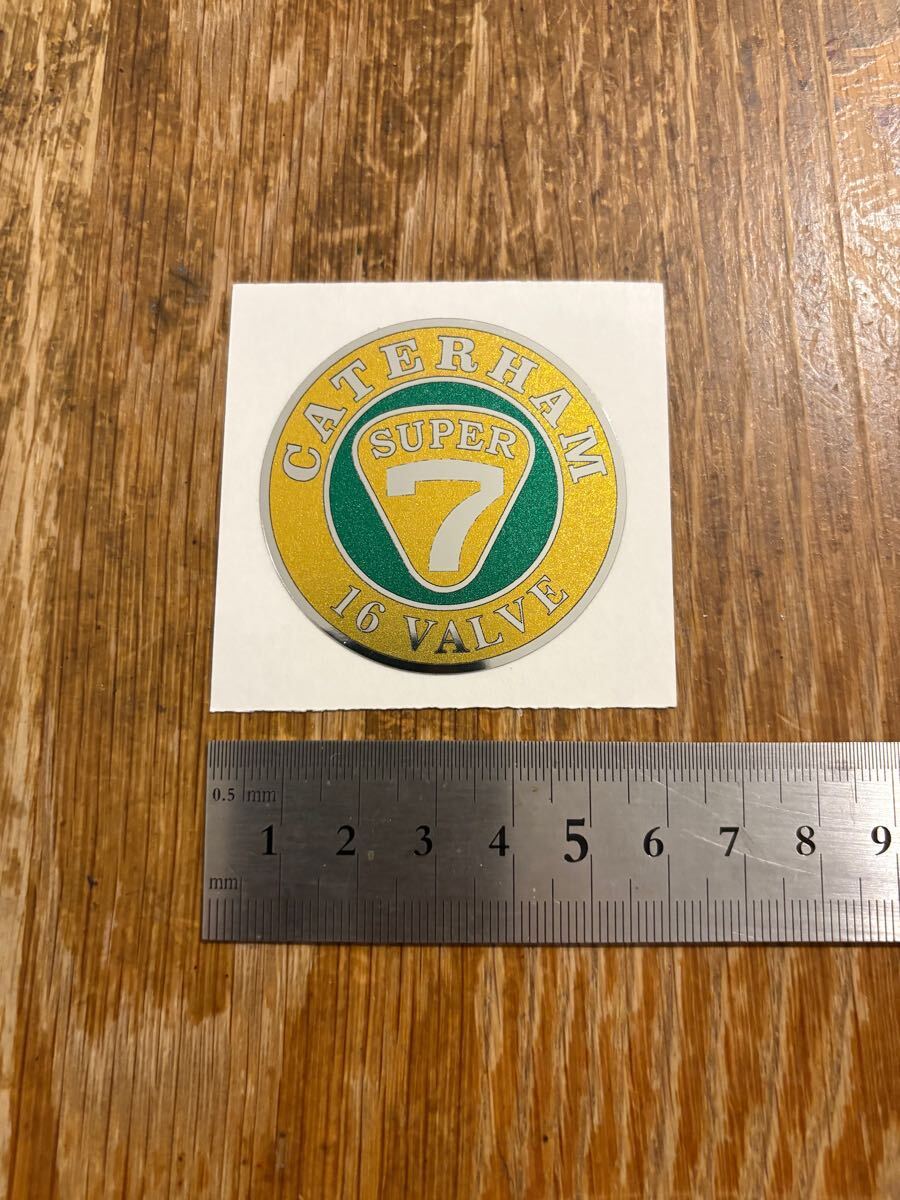 CATERHAM
SUPER
7
16 VALVE
0.5 mm
1 2 3 4 5 6 7 8 9
mm